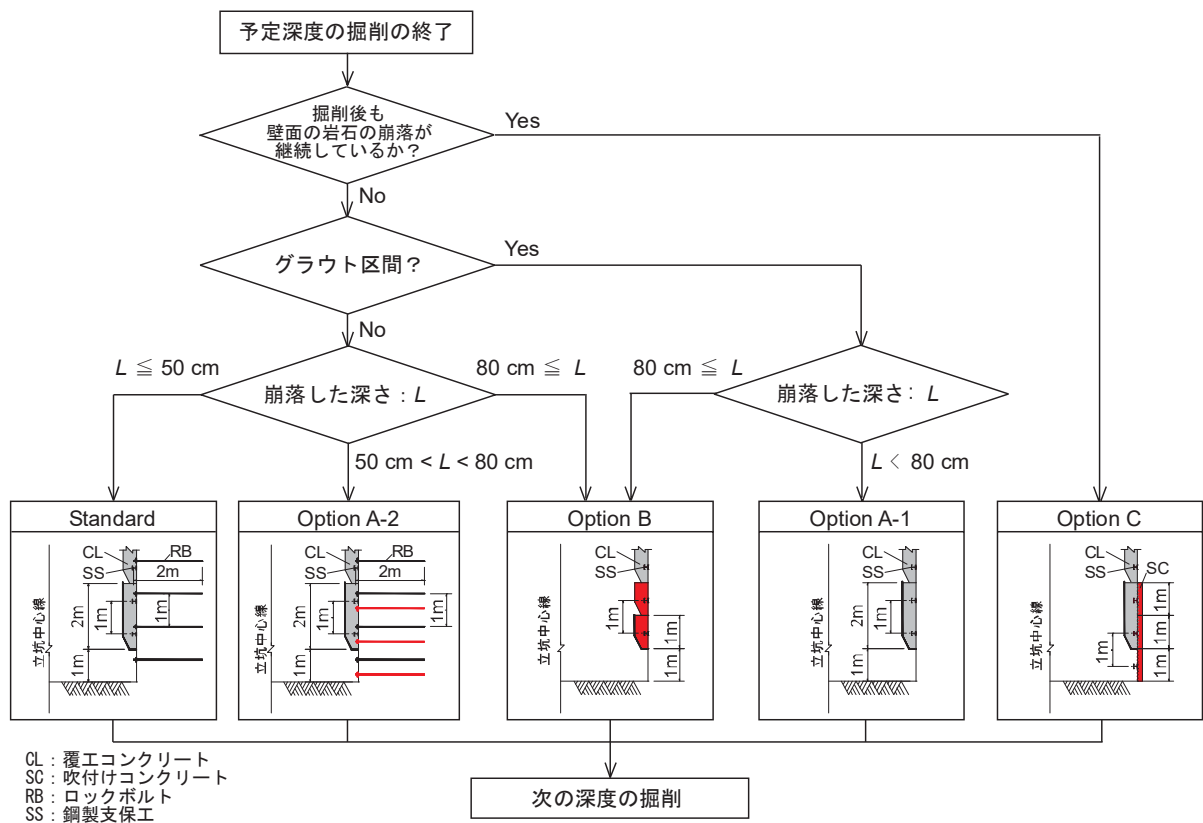 予定深度の掘削の終了
掘削後も
壁面の岩石の崩落が
継続しているか？
Yes
No
グラウト区間？
Yes
No
L ≦ 50 cm
崩落した深さ：L
80 cm ≦ L
50 cm < L < 80 cm
80 cm ≦ L
崩落した深さ：L
L < 80 cm
Standard
CL
SS
RB
2m
1m
1m
2m
1m
立坑中心線
Option A-2
CL
SS
RB
2m
1m
1m
2m
1m
立坑中心線
Option B
CL
SS
1m
1m
1m
立坑中心線
Option A-1
CL
SS
1m
2m
1m
立坑中心線
Option C
CL
SS
SC
1m
1m
1m
1m
立坑中心線
CL：覆工コンクリート
SC：吹付けコンクリート
RB：ロックボルト
SS：鋼製支保工
次の深度の掘削